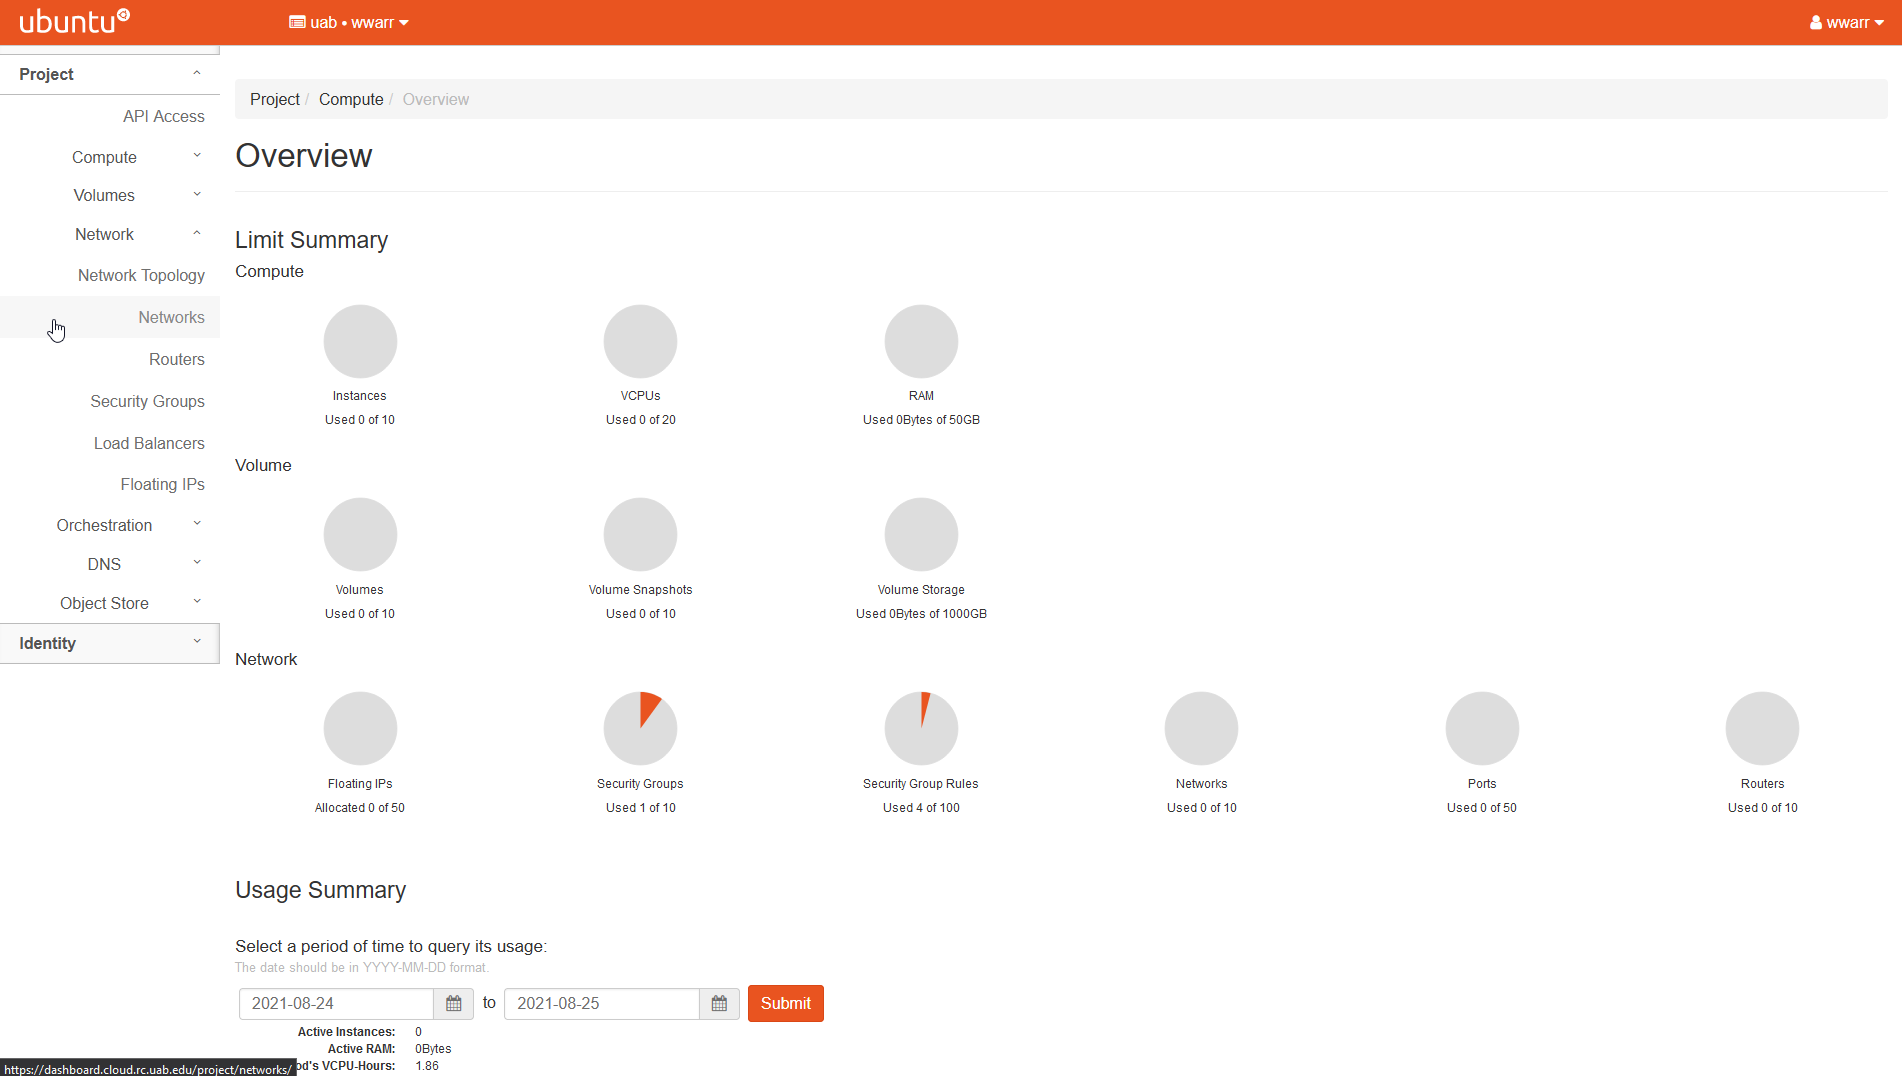 ubuntu
uab • wwarr
wwarr
Project
API Access
Compute
Volumes
Network
Network Topology
Networks
Routers
Security Groups
Load Balancers
Floating IPs
Orchestration
DNS
Object Store
Identity
Project / Compute / Overview
Overview
Limit Summary
Compute
Instances
Used 0 of 10
VCPUs
Used 0 of 20
RAM
Used 0Bytes of 50GB
Volume
Volumes
Used 0 of 10
Volume Snapshots
Used 0 of 10
Volume Storage
Used 0Bytes of 1000GB
Network
Floating IPs
Allocated 0 of 50
Security Groups
Used 1 of 10
Security Group Rules
Used 4 of 100
Networks
Used 0 of 10
Ports
Used 0 of 50
Routers
Used 0 of 10
Usage Summary
Select a period of time to query its usage:
The date should be in YYYY-MM-DD format.
2021-08-24 to 2021-08-25 Submit
Active Instances: 0
Active RAM: 0Bytes
od's VCPU-Hours: 1.86
https://dashboard.cloud.rc.uab.edu/project/networks/